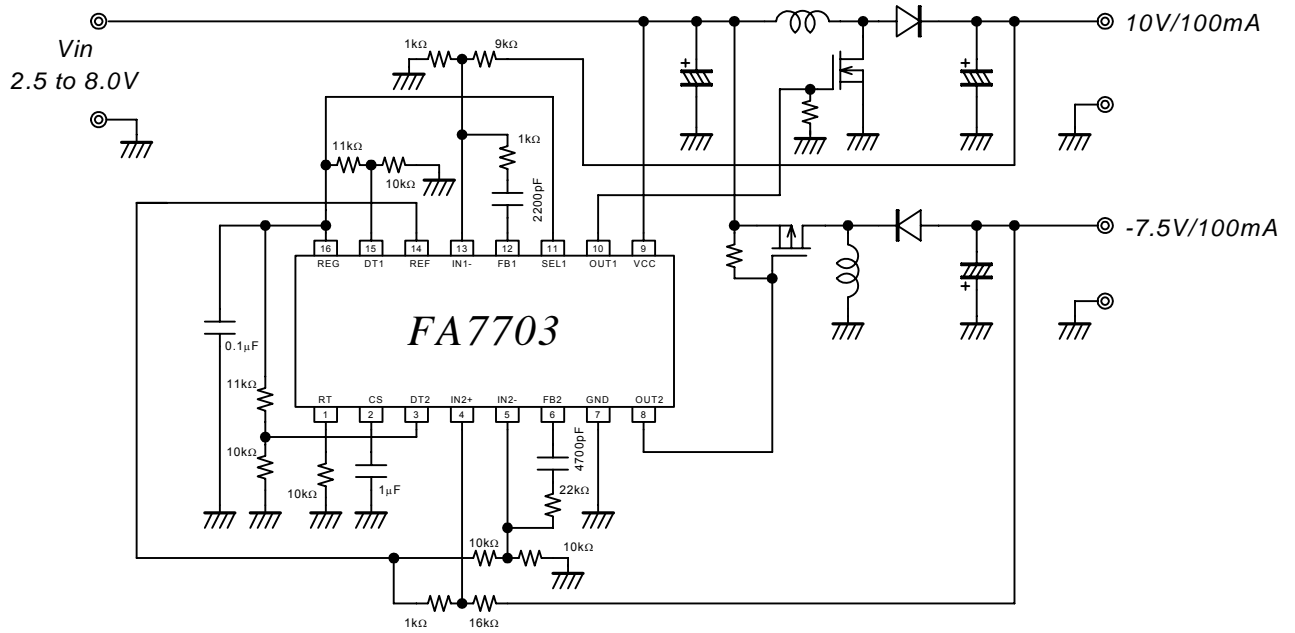 10V/100mA
Vin
2.5 to 8.0V
1kΩ
9kΩ
1kΩ
2200pF
11kΩ
10kΩ
-7.5V/100mA
16
15
14
13
12
11
10
9
REG
DT1
REF
IN1-
FB1
SEL1
OUT1
VCC
FA7703
0.1μF
11kΩ
10kΩ
RT
CS
DT2
IN2+
IN2-
FB2
GND
OUT2
1
2
3
4
5
6
7
8
4700pF
10kΩ
1μF
22kΩ
10kΩ
10kΩ
1kΩ
16kΩ
+
+
+